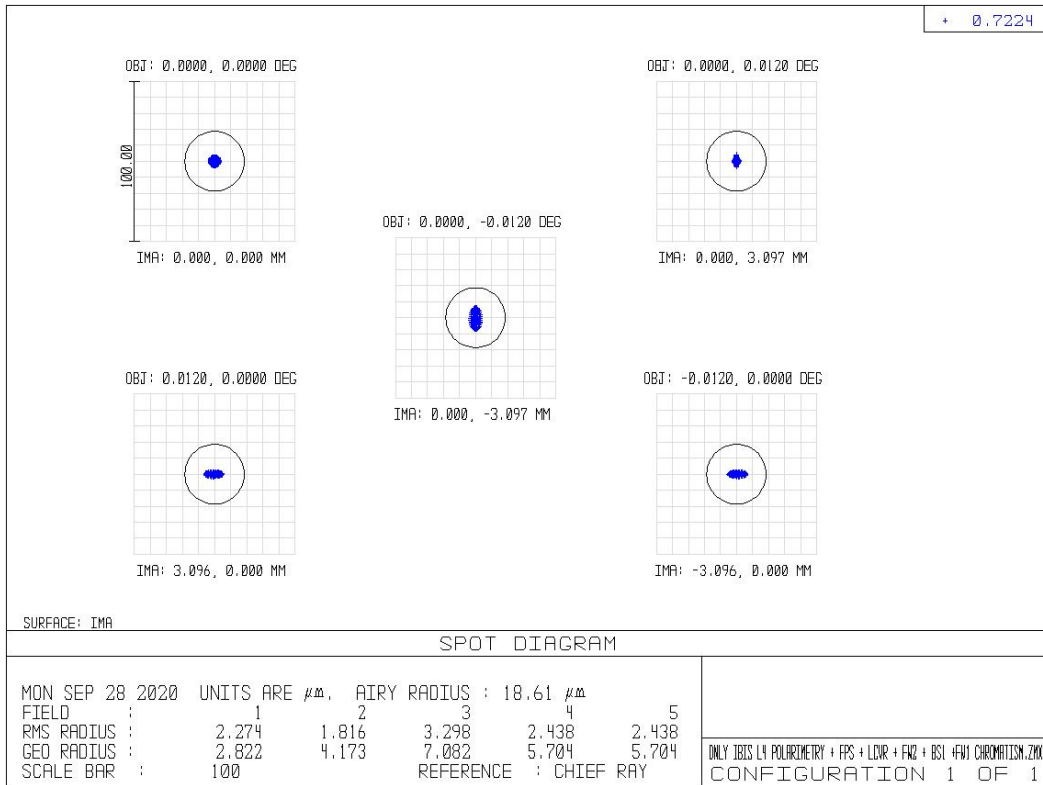 + 0.7224
OBJ: 0.0000, 0.0000 DEG
OBJ: 0.0000, 0.0120 DEG
100.00
IMA: 0.000, 0.000 MM
IMA: 0.000, 3.097 MM
OBJ: 0.0000, -0.0120 DEG
IMA: 0.000, -3.097 MM
OBJ: 0.0120, 0.0000 DEG
OBJ: -0.0120, 0.0000 DEG
IMA: 3.096, 0.000 MM
IMA: -3.096, 0.000 MM
SURFACE: IMA
SPOT DIAGRAM
MON SEP 28 2020 UNITS ARE µm. AIRY RADIUS : 18.61 µm
FIELD : 1 2 3 4 5
RMS RADIUS : 2.274 1.816 3.298 2.438 2.438
GEO RADIUS : 2.822 4.173 7.082 5.704 5.704
SCALE BAR : 100 REFERENCE : CHIEF RAY
ONLY IBIS L4 POLARIMETRY + FPS + LCVR + FW2 + BS1 +FW1 CHROMATISM.ZMX
CONFIGURATION 1 OF 1